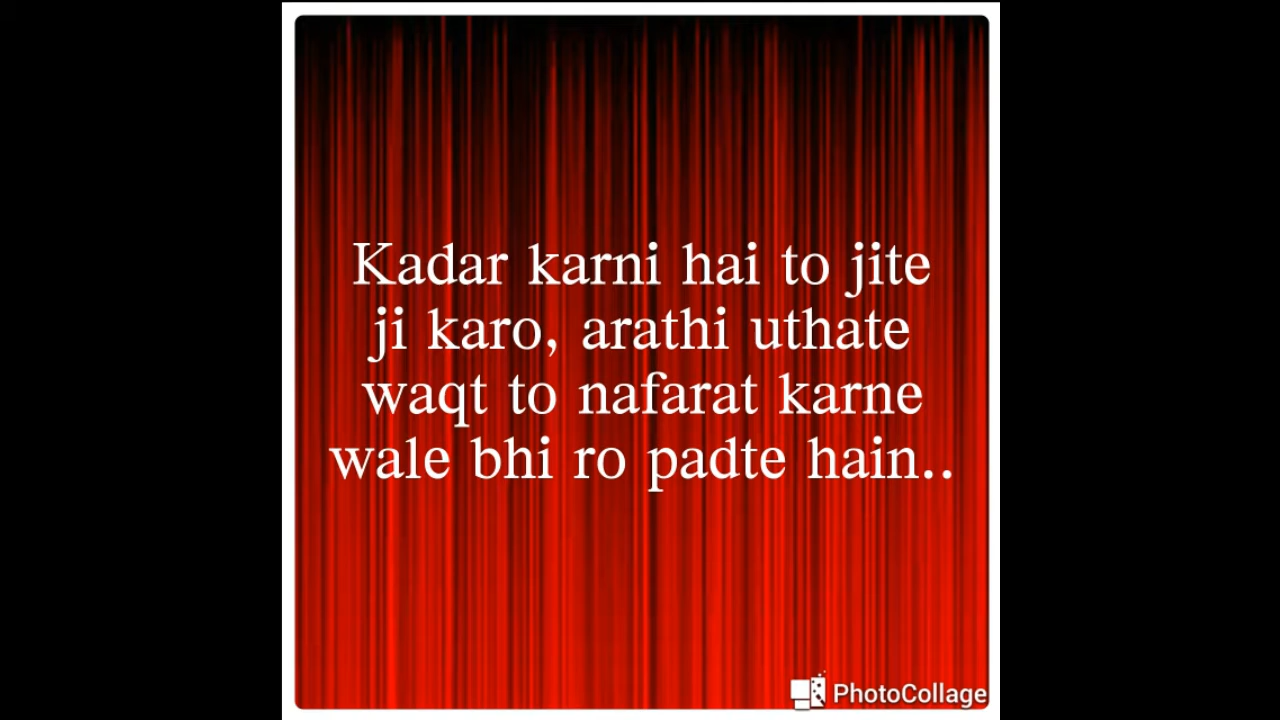 Kadar karni hai to jite
ji karo, arathi uthate
waqt to nafarat karne
wale bhi ro padte hain..
PhotoCollage